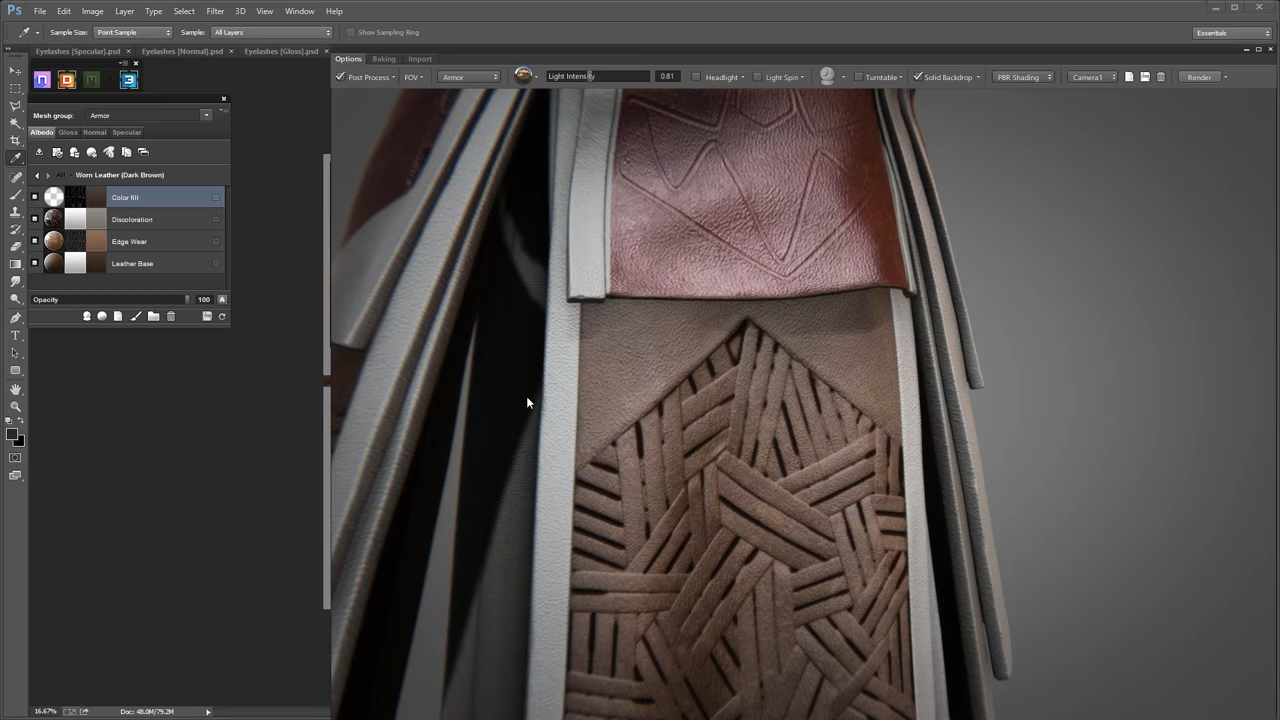 Ps File Edit Image Layer Type Select Filter 3D View Window Help
Sample Size: Point Sample Sample: All Layers Show Sampling Ring Essentials
Eyelashes [Specular].psd Eyelashes [Normal].psd Eyelashes [Gloss].psd
Options Baking Import
Post Process FOV Armor Light Intensity 0.81 Headlight Light Spin Turntable Solid Backdrop PBR Shading Camera1 Render
Mesh group: Armor
Albedo Gloss Normal Specular
All Worn Leather (Dark Brown)
Color fill
Discoloration
Edge Wear
Leather Base
Opacity 100 A
16.67% Doc: 48.0M/79.2M